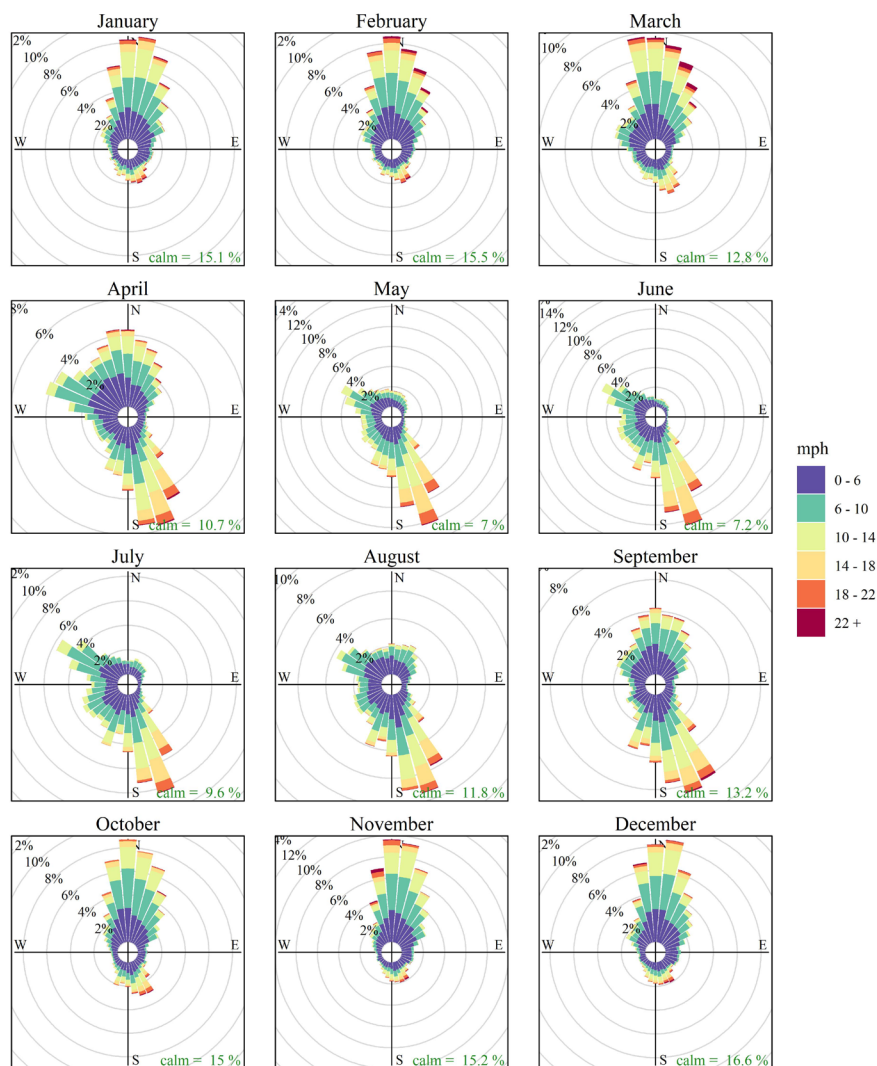 January
2%
10%
8%
6%
4%
2%
W
E
S
calm = 15.1 %
February
2%
10%
8%
6%
4%
2%
W
E
S
calm = 15.5 %
March
10%
8%
6%
4%
2%
W
E
S
calm = 12.8 %
April
8%
N
6%
4%
2%
W
E
S
calm = 10.7 %
May
14%
N
12%
10%
8%
6%
4%
2%
W
E
S
calm = 7 %
June
14%
N
12%
10%
8%
6%
4%
2%
W
E
S
calm = 7.2 %
mph
0 - 6
6 - 10
10 - 14
14 - 18
18 - 22
22 +
July
2%
N
10%
8%
6%
4%
2%
W
E
S
calm = 9.6 %
August
10%
N
8%
6%
4%
2%
W
E
S
calm = 11.8 %
September
N
8%
6%
4%
2%
W
E
S
calm = 13.2 %
October
2%
10%
8%
6%
4%
2%
W
E
S
calm = 15 %
November
4%
12%
10%
8%
6%
4%
2%
W
E
S
calm = 15.2 %
December
2%
10%
8%
6%
4%
2%
W
E
S
calm = 16.6 %